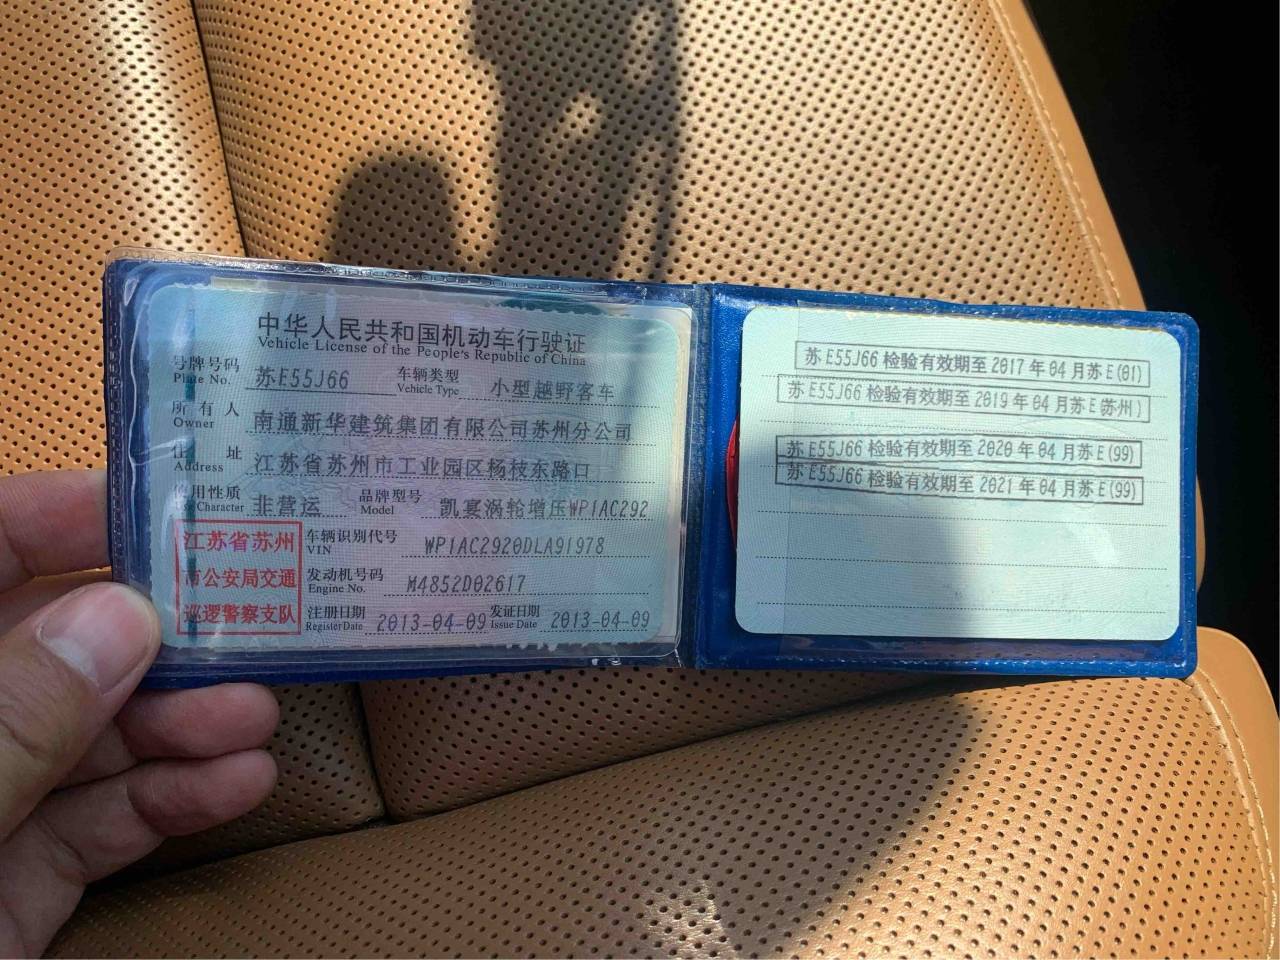 中华人民共和国机动车行驶证
Vehicle License of the People's Republic of China
号牌号码 苏E55J66 车辆类型 小型越野客车
Plate No. Vehicle Type
所有人 南通新华建筑集团有限公司苏州分公司
Owner
住址 江苏省苏州市工业园区杨枝东路口
Address
使用性质 非营运 品牌型号 凯宴涡轮增压WP1AC292
Use Character Model
江苏省苏州 车辆识别代号 WP1AC2920DLA91978
VIN
市公安局交通 发动机号码 M4852D02617
Engine No.
巡逻警察支队 注册日期 2013-04-09 发证日期 2013-04-09
Register Date Issue Date
苏E55J66 检验有效期至 2017 年 04 月苏E(01)
苏E55J66 检验有效期至 2019 年 04 月苏E(苏州)
苏E55J66 检验有效期至 2020 年 04 月苏E(99)
苏E55J66 检验有效期至 2021 年 04 月苏E(99)